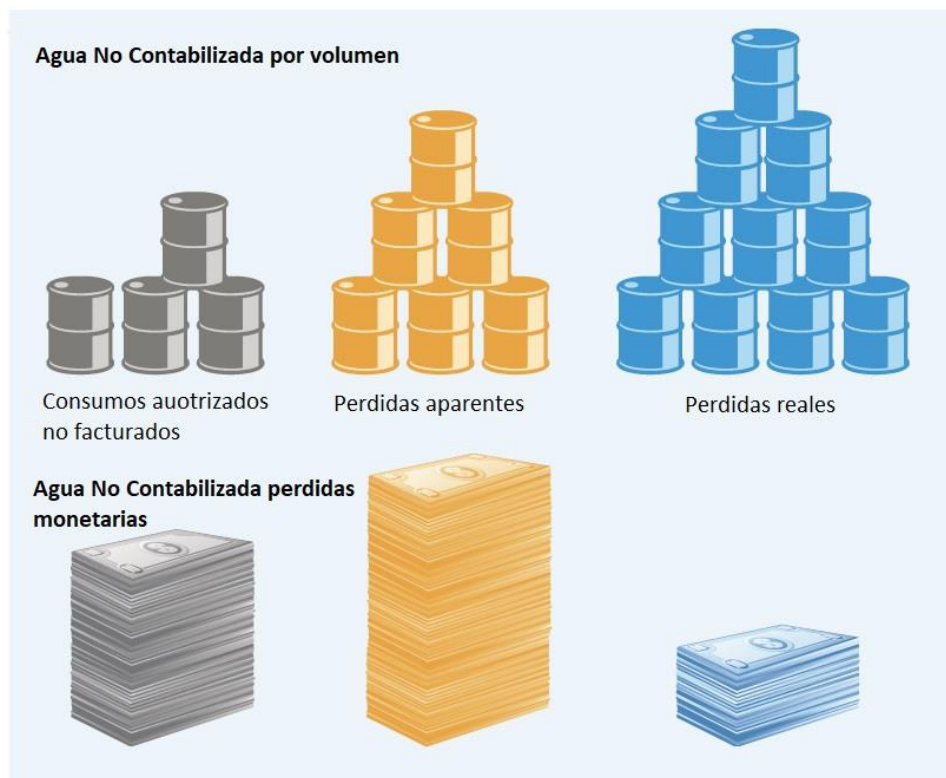 Agua No Contabilizada por volumen
Consumos auotrizados
no facturados
Perdidas aparentes
Perdidas reales
Agua No Contabilizada perdidas
monetarias